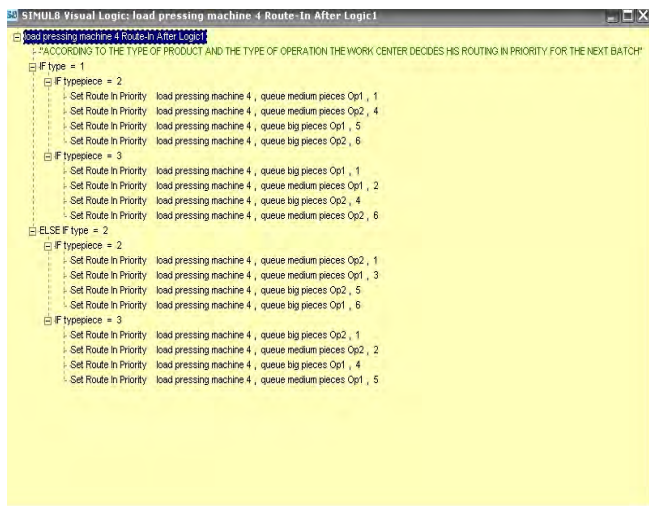 S8 SIMUL8 Visual Logic: load pressing machine 4 Route-In After Logic1
load pressing machine 4 Route-In After Logic1
"ACCORDING TO THE TYPE OF PRODUCT AND THE TYPE OF OPERATION THE WORK CENTER DECIDES HIS ROUTING IN PRIORITY FOR THE NEXT BATCH"
IF type = 1
IF typepiece = 2
Set Route In Priority load pressing machine 4 , queue medium pieces Op1 , 1
Set Route In Priority load pressing machine 4 , queue medium pieces Op2 , 4
Set Route In Priority load pressing machine 4 , queue big pieces Op1 , 5
Set Route In Priority load pressing machine 4 , queue big pieces Op2 , 6
IF typepiece = 3
Set Route In Priority load pressing machine 4 , queue big pieces Op1 , 1
Set Route In Priority load pressing machine 4 , queue medium pieces Op1 , 2
Set Route In Priority load pressing machine 4 , queue big pieces Op2 , 4
Set Route In Priority load pressing machine 4 , queue medium pieces Op2 , 6
ELSE IF type = 2
IF typepiece = 2
Set Route In Priority load pressing machine 4 , queue medium pieces Op2 , 1
Set Route In Priority load pressing machine 4 , queue medium pieces Op1 , 3
Set Route In Priority load pressing machine 4 , queue big pieces Op2 , 5
Set Route In Priority load pressing machine 4 , queue big pieces Op1 , 6
IF typepiece = 3
Set Route In Priority load pressing machine 4 , queue big pieces Op2 , 1
Set Route In Priority load pressing machine 4 , queue medium pieces Op2 , 2
Set Route In Priority load pressing machine 4 , queue big pieces Op1 , 4
Set Route In Priority load pressing machine 4 , queue medium pieces Op1 , 5